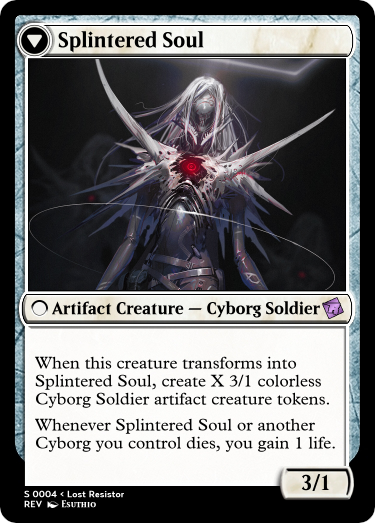 Splintered Soul
Artifact Creature — Cyborg Soldier
When this creature transforms into
Splintered Soul, create X 3/1 colorless
Cyborg Soldier artifact creature tokens.
Whenever Splintered Soul or another
Cyborg you control dies, you gain 1 life.
3/1
S 0004 < Lost Resistor
REV Esuthio